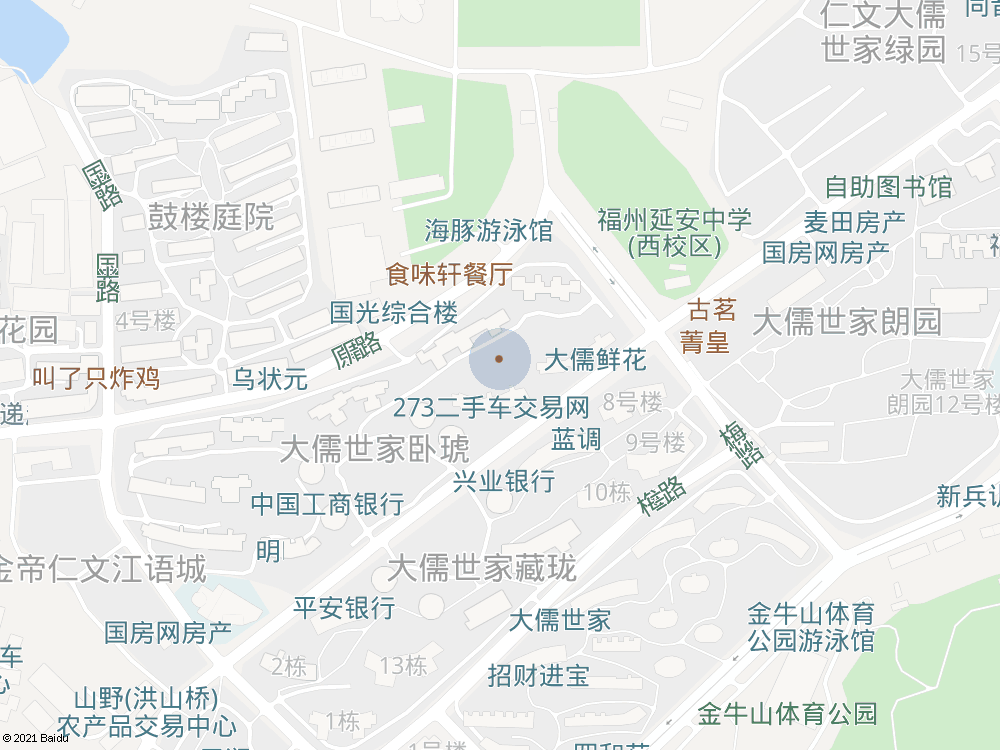 仁文大儒
世家绿园
15号
自助图书馆
麦田房产
国房网房产
福州延安中学
(西校区)
海豚游泳馆
鼓楼庭院
食味轩餐厅
国光综合楼
4号楼
花园
古茗
菁皇
大儒世家朗园
大儒鲜花
叫了只炸鸡
乌状元
大儒世家
朗园12号楼
273二手车交易网
8号楼
9号楼
蓝调
大儒世家卧琥
兴业银行
10栋
中国工商银行
明
大儒世家藏珑
金帝仁文江语城
平安银行
国房网房产
大儒世家
金牛山体育
公园游泳馆
2栋
13栋
招财进宝
山野(洪山桥)
农产品交易中心
1栋
金牛山体育公园
© 2021 Baidu